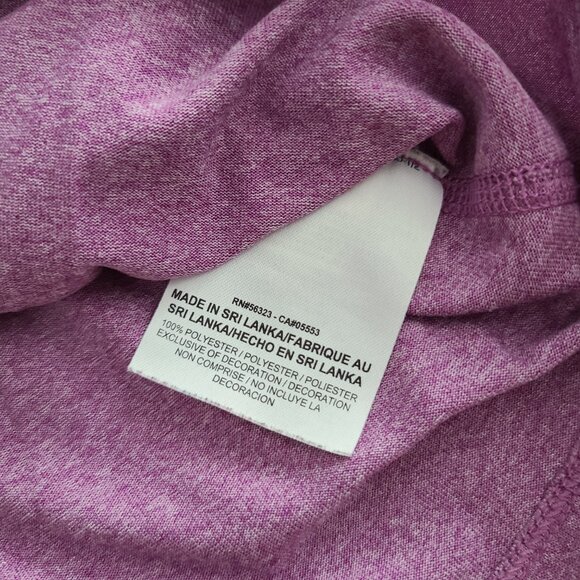 RN#56323 - CA#05553
MADE IN SRI LANKA/FABRIQUE AU
SRI LANKA/HECHO EN SRI LANKA
100% POLYESTER / POLYESTER / POLIESTER
EXCLUSIVE OF DECORATION / DECORATION
NON COMPRISE / NO INCLUYE LA
DECORACION